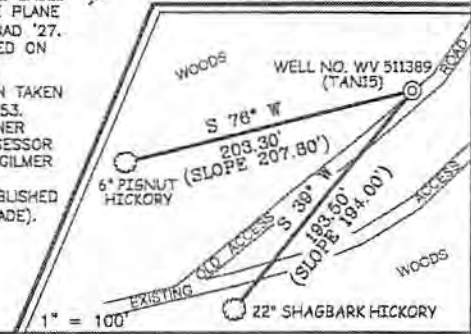 E PLANE
AD '27.
ED ON
N TAKEN
53.
NER
ESSOR
GILMER
BLISHED
ADE).
WOODS
WELL NO. WV 511389
(TAN15)
ROAD
S 76° W
203.30'
(SLOPE 207.80')
6" PIGNUT
HICKORY
S 39° W
193.50'
(SLOPE 194.00')
OLD ACCESS
ACCESS
EXISTING
WOODS
22" SHAGBARK HICKORY
1" = 100'